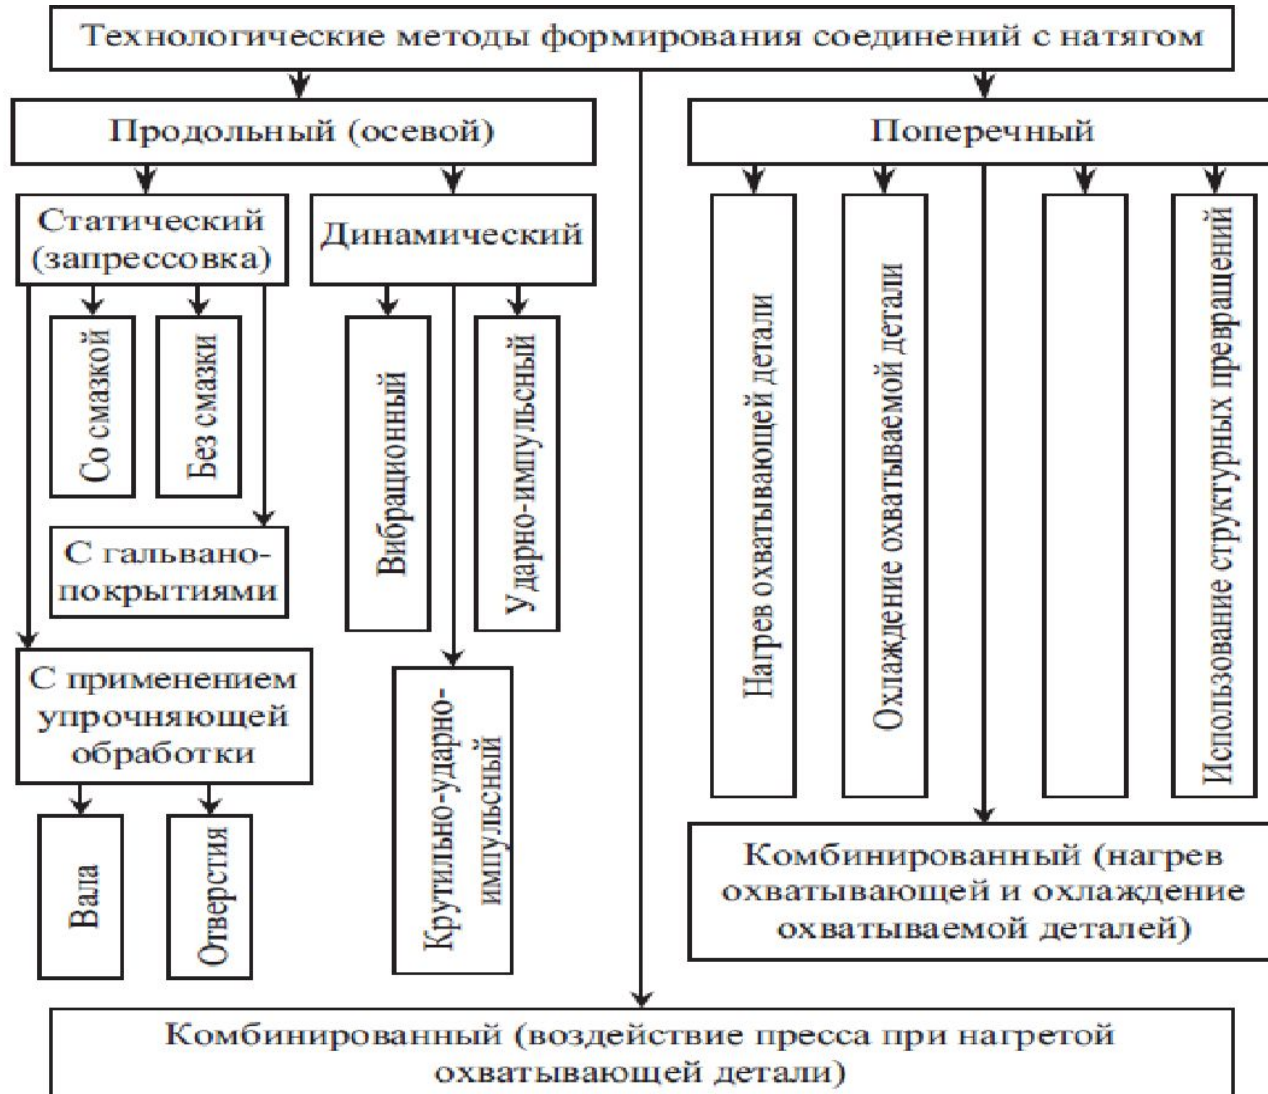 Технологические методы формирования соединений с натягом
Продольный (осевой)
Поперечный
Статический
(запрессовка)
Динамический
Со смазкой
Без смазки
Вибрационный
Ударно-импульсный
Нагрев охватывающей детали
Охлаждение охватываемой детали
Использование структурных превращений
С гальвано-
покрытиями
С применением
упрочняющей
обработки
Крутильно-ударно-
импульсный
Вала
Отверстия
Комбинированный (нагрев
охватывающей и охлаждение
охватываемой деталей)
Комбинированный (воздействие пресса при нагретой
охватывающей детали)